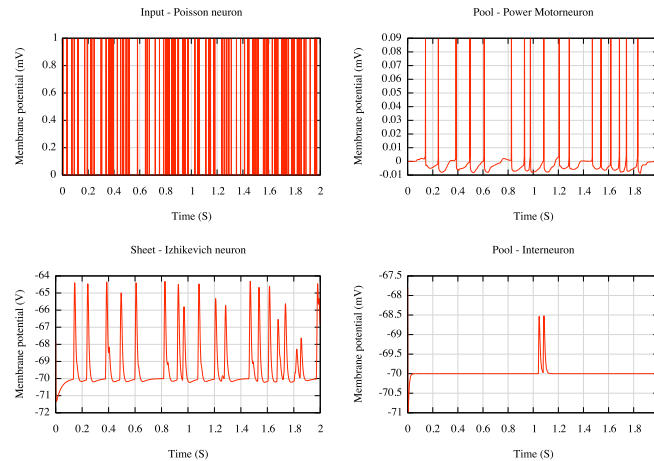 Input - Poisson neuron
Membrane potential (mV)
1
0.8
0.6
0.4
0.2
0
0 0.2 0.4 0.6 0.8 1 1.2 1.4 1.6 1.8 2
Time (S)
Pool - Power Motorneuron
Membrane potential (mV)
0.09
0.08
0.07
0.06
0.05
0.04
0.03
0.02
0.01
0
-0.01
0 0.2 0.4 0.6 0.8 1 1.2 1.4 1.6 1.8 2
Time (S)
Sheet - Izhikevich neuron
Membrane potential (V)
-64
-65
-66
-67
-68
-69
-70
-71
-72
0 0.2 0.4 0.6 0.8 1 1.2 1.4 1.6 1.8 2
Time (S)
Pool - Interneuron
Membrane potential (mV)
-67.5
-68
-68.5
-69
-69.5
-70
-70.5
-71
0 0.2 0.4 0.6 0.8 1 1.2 1.4 1.6 1.8 2
Time (S)